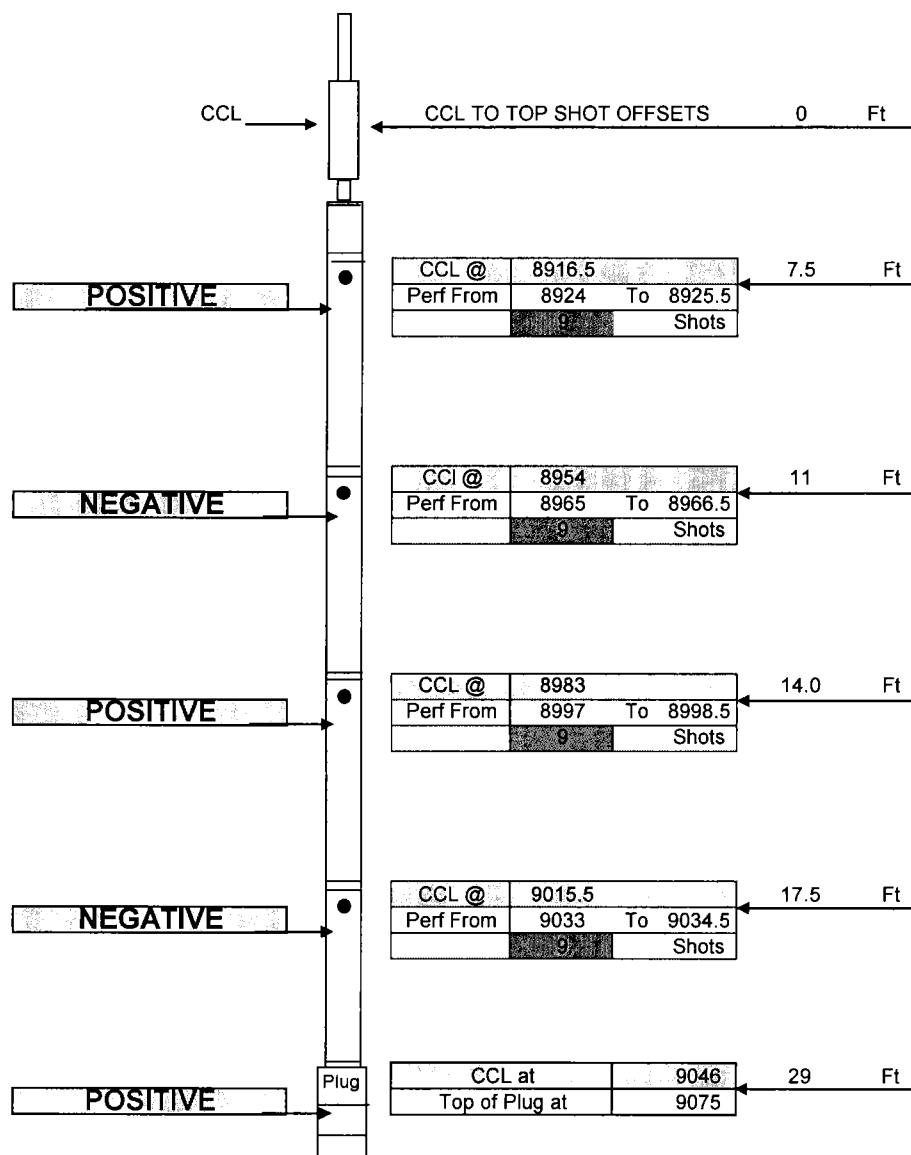 CCL CCL TO TOP SHOT OFFSETS 0 Ft
CCL @ 8916.5 7.5 Ft
POSITIVE Perf From 8924 To 8925.5
9 Shots
CCl @ 8954 11 Ft
NEGATIVE Perf From 8965 To 8966.5
9 Shots
CCL @ 8983 14.0 Ft
POSITIVE Perf From 8997 To 8998.5
9 Shots
CCL @ 9015.5 17.5 Ft
NEGATIVE Perf From 9033 To 9034.5
9 Shots
Plug CCL at 9046 29 Ft
POSITIVE Top of Plug at 9075